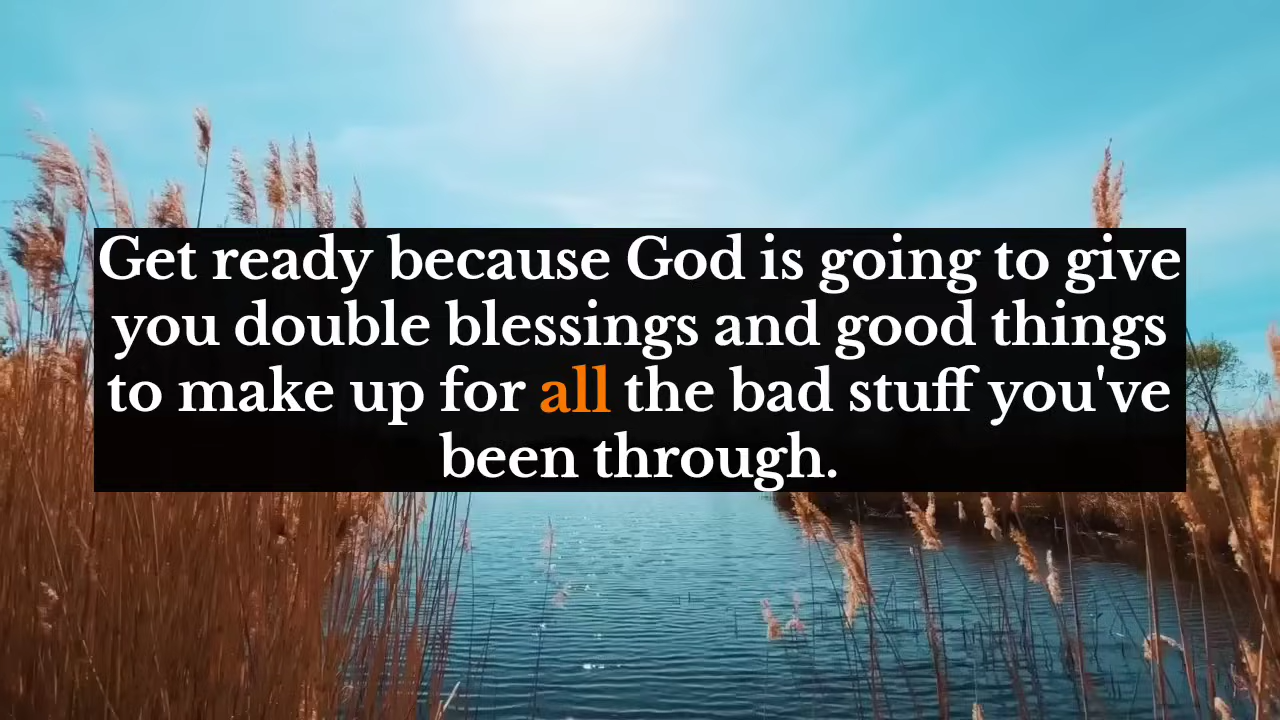 Get ready because God is going to give
you double blessings and good things
to make up for all the bad stuff you've
been through.